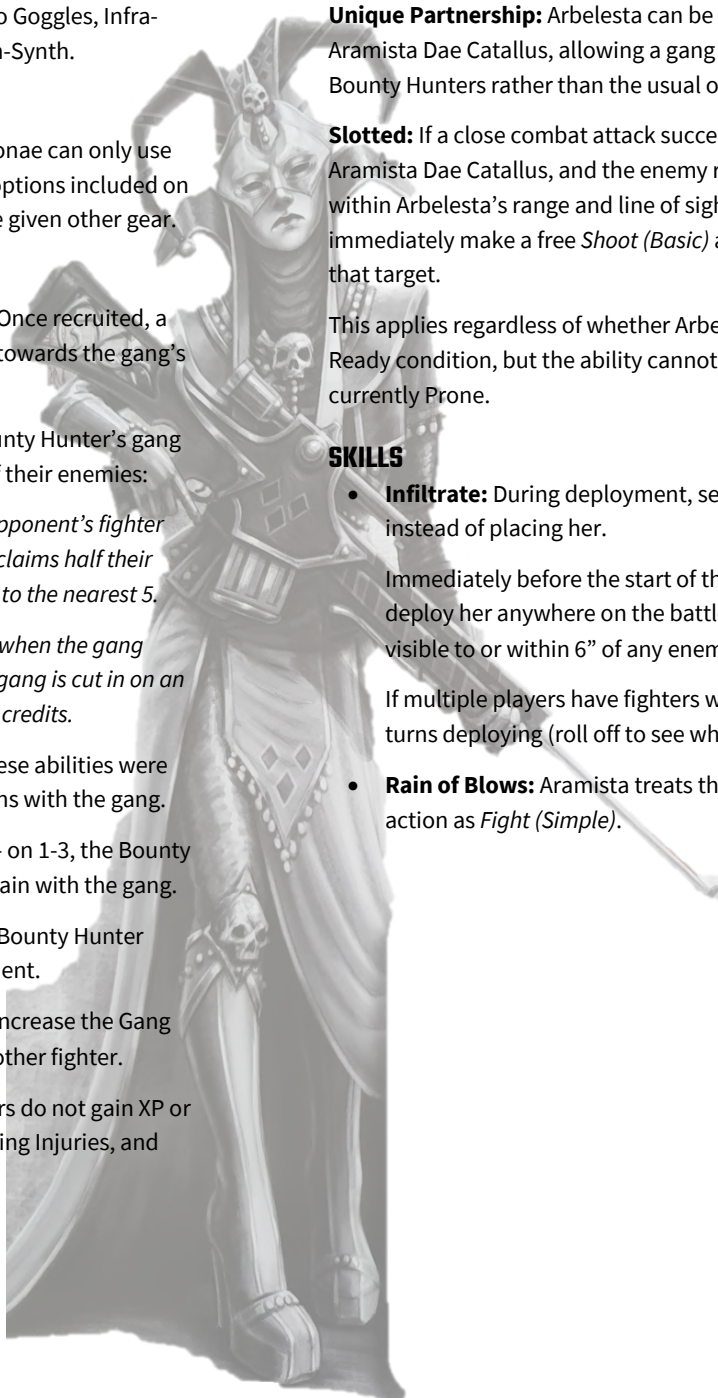 o Goggles, Infra-
n-Synth.
onae can only use
options included on
e given other gear.
Once recruited, a
towards the gang's
unty Hunter's gang
f their enemies:
pponent's fighter
claims half their
to the nearest 5.
when the gang
gang is cut in on an
credits.
ese abilities were
ns with the gang.
- on 1-3, the Bounty
ain with the gang.
Bounty Hunter
ent.
ncrease the Gang
other fighter.
rs do not gain XP or
ing Injuries, and
Unique Partnership: Arbelesta can be
Aramista Dae Catallus, allowing a gang
Bounty Hunters rather than the usual o
Slotted: If a close combat attack succe
Aramista Dae Catallus, and the enemy r
within Arbelesta's range and line of sigh
immediately make a free Shoot (Basic) a
that target.
This applies regardless of whether Arbe
Ready condition, but the ability cannot
currently Prone.
SKILLS
• Infiltrate: During deployment, se
instead of placing her.
Immediately before the start of th
deploy her anywhere on the battl
visible to or within 6” of any enem
If multiple players have fighters w
turns deploying (roll off to see wh
• Rain of Blows: Aramista treats th
action as Fight (Simple).